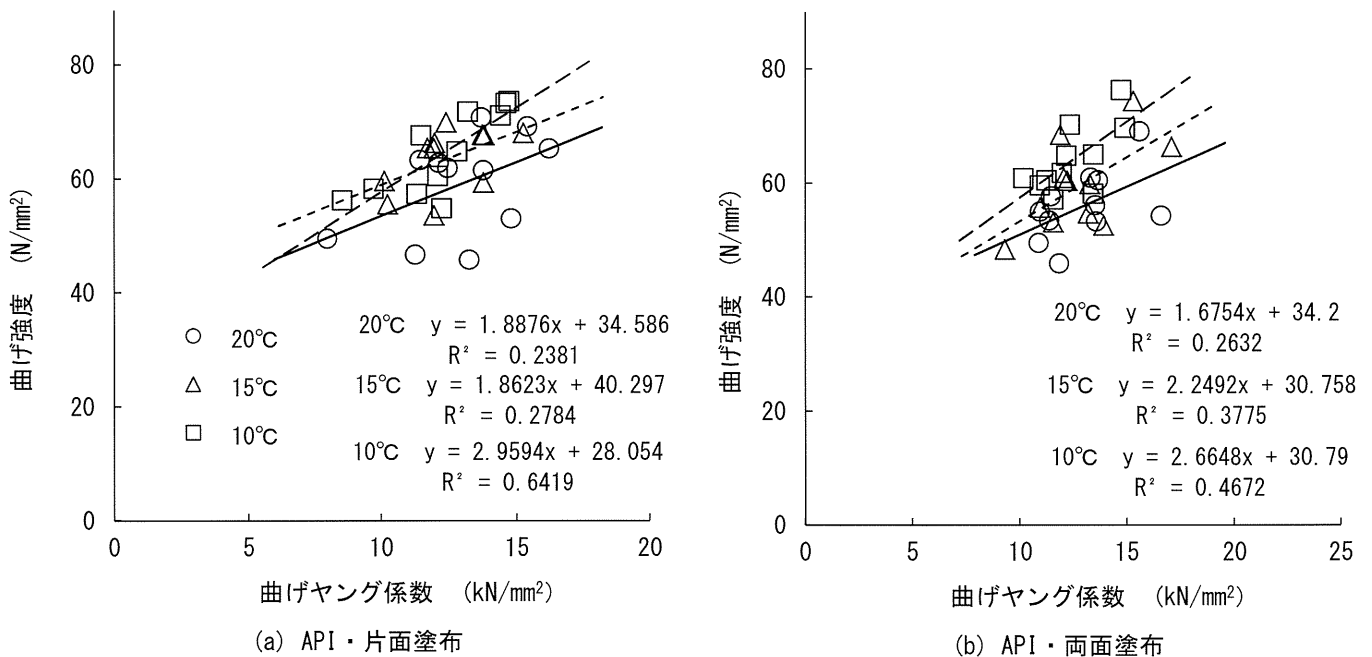 曲げ強度 (N/mm²)
80
60
40
20
0
0 5 10 15 20
20℃
15℃
10℃
20℃ y = 1.8876x + 34.586
R² = 0.2381
15℃ y = 1.8623x + 40.297
R² = 0.2784
10℃ y = 2.9594x + 28.054
R² = 0.6419
曲げヤング係数 (kN/mm²)
(a) API・片面塗布
曲げ強度 (N/mm²)
80
60
40
20
0
0 5 10 15 20 25
20℃ y = 1.6754x + 34.2
R² = 0.2632
15℃ y = 2.2492x + 30.758
R² = 0.3775
10℃ y = 2.6648x + 30.79
R² = 0.4672
曲げヤング係数 (kN/mm²)
(b) API・両面塗布